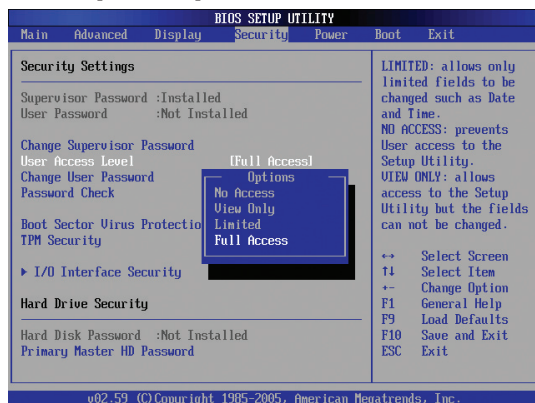 BIOS SETUP UTILITY
Main Advanced Display Security Power Boot Exit
Security Settings
Supervisor Password :Installed
User Password :Not Installed
Change Supervisor Password
User Access Level [Full Access]
Change User Password
Password Check
Boot Sector Virus Protectio
TPM Security
I/O Interface Security
Hard Drive Security
Hard Disk Password :Not Installed
Primary Master HD Password
Options
No Access
View Only
Limited
Full Access
LIMITED: allows only
limited fields to be
changed such as Date
and Time.
NO ACCESS: prevents
User access to the
Setup Utility.
VIEW ONLY: allows
access to the Setup
Utility but the fields
can not be changed.
↔ Select Screen
↑↓ Select Item
+- Change Option
F1 General Help
F9 Load Defaults
F10 Save and Exit
ESC Exit
v02.59 (C)Copyright 1985-2005, American Megatrends, Inc.